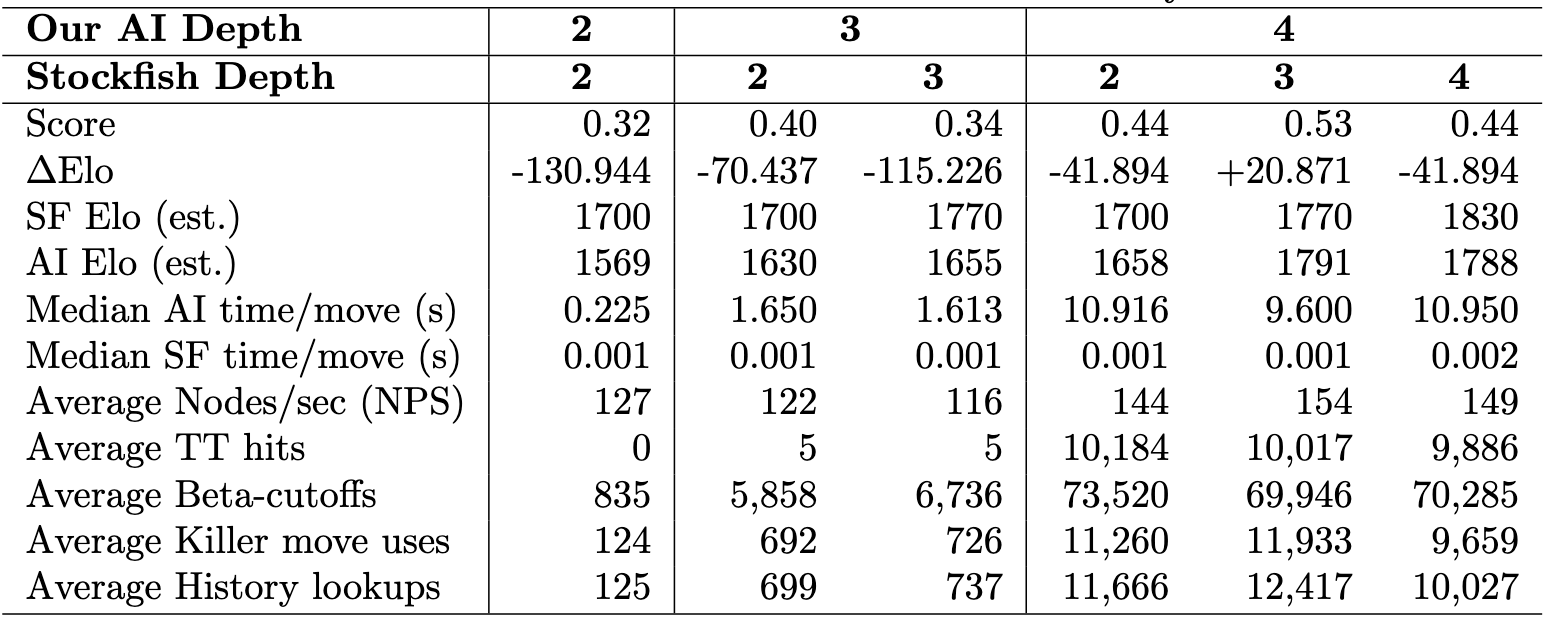 Our AI Depth 2 3 4
Stockfish Depth 2 2 3 2 3 4
Score 0.32 0.40 0.34 0.44 0.53 0.44
ΔElo -130.944 -70.437 -115.226 -41.894 +20.871 -41.894
SF Elo (est.) 1700 1700 1770 1700 1770 1830
AI Elo (est.) 1569 1630 1655 1658 1791 1788
Median AI time/move (s) 0.225 1.650 1.613 10.916 9.600 10.950
Median SF time/move (s) 0.001 0.001 0.001 0.001 0.001 0.002
Average Nodes/sec (NPS) 127 122 116 144 154 149
Average TT hits 0 5 5 10,184 10,017 9,886
Average Beta-cutoffs 835 5,858 6,736 73,520 69,946 70,285
Average Killer move uses 124 692 726 11,260 11,933 9,659
Average History lookups 125 699 737 11,666 12,417 10,027